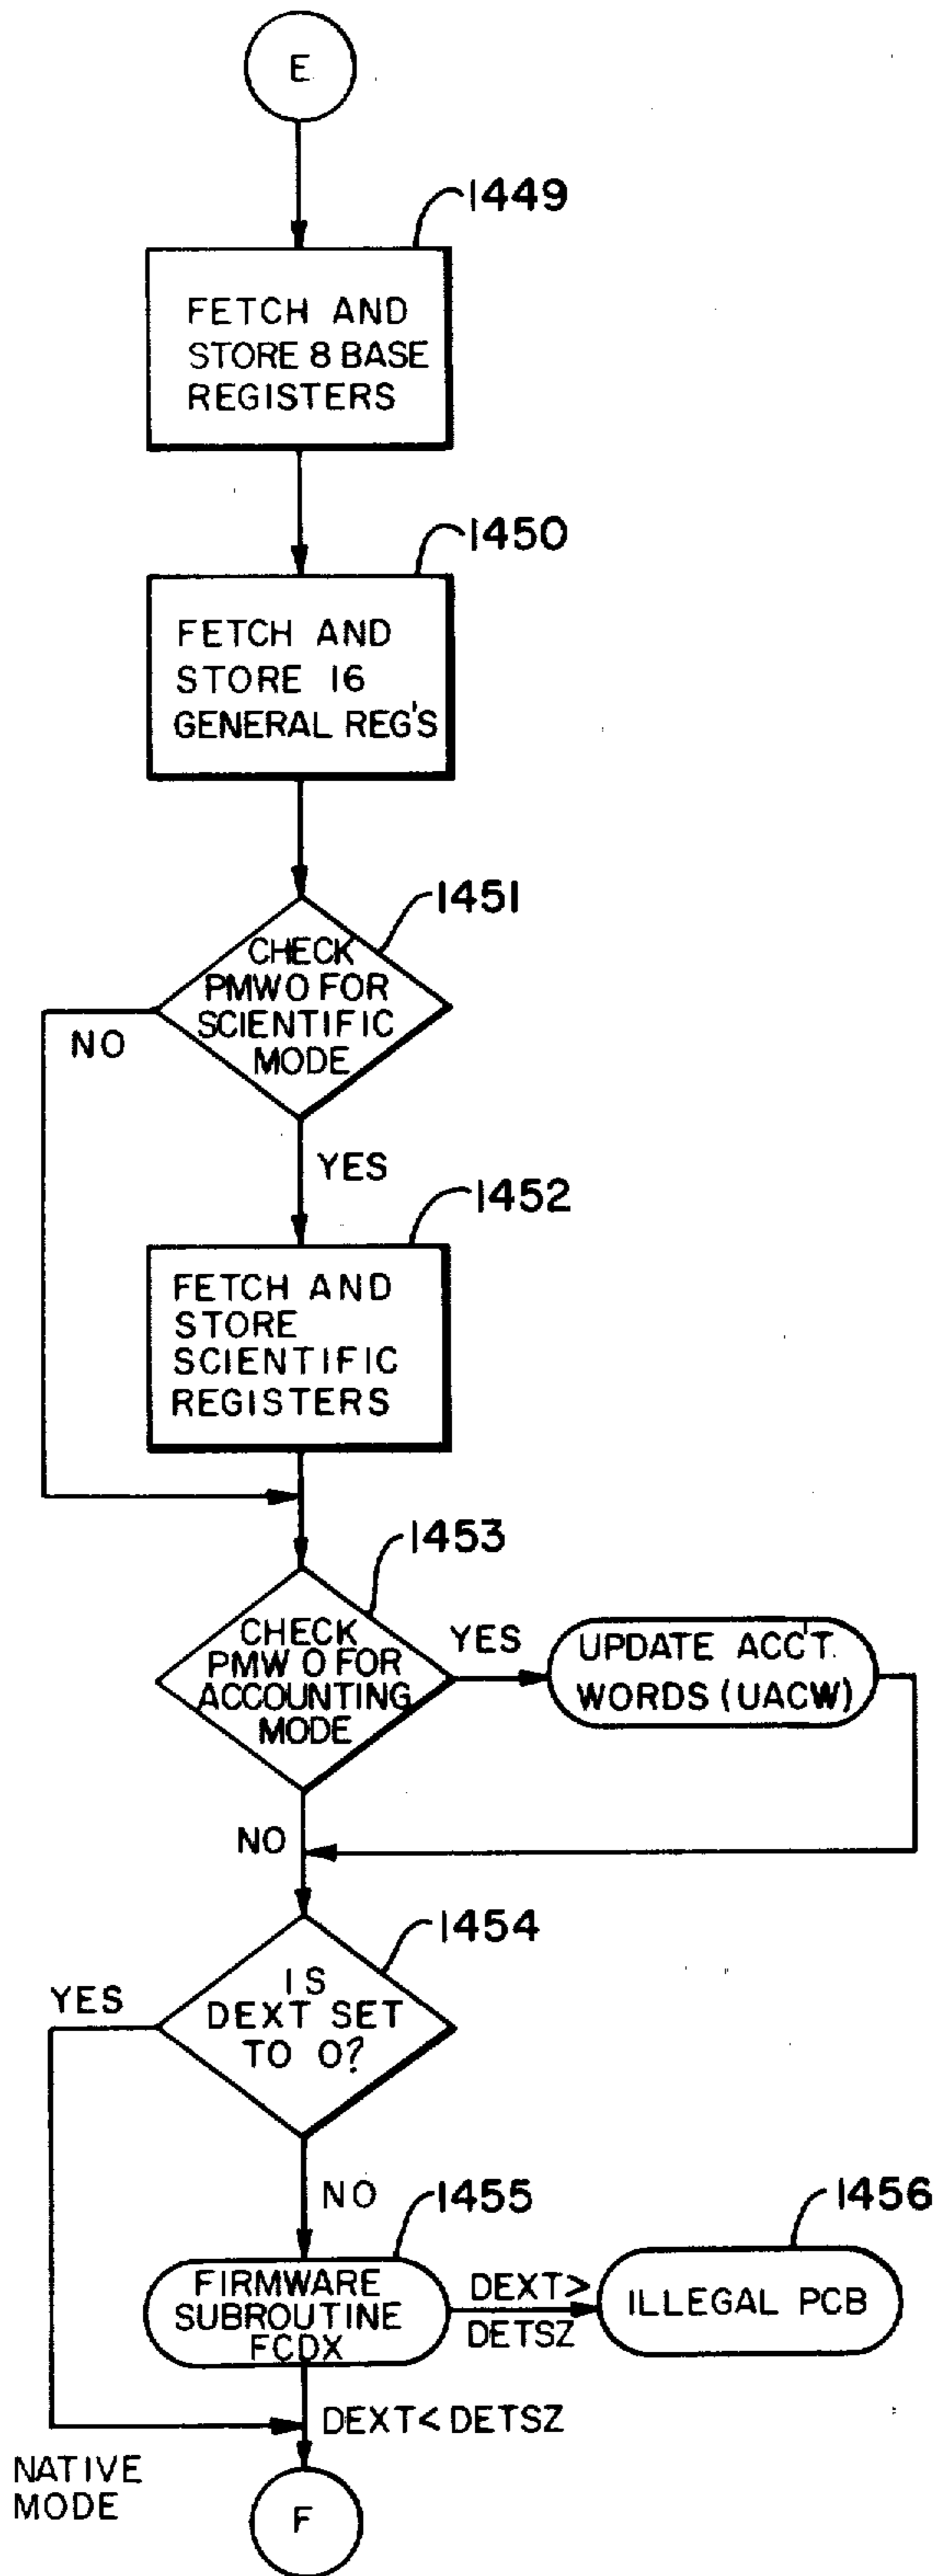 E
1449
FETCH AND
STORE 8 BASE
REGISTERS
1450
FETCH AND
STORE 16
GENERAL REG'S
1451
CHECK
PMW0 FOR
SCIENTIFIC
MODE
NO
YES
1452
FETCH AND
STORE
SCIENTIFIC
REGISTERS
1453
CHECK
PMW 0 FOR
ACCOUNTING
MODE
YES
UPDATE ACC'T.
WORDS (UACW)
NO
1454
IS
DEXT SET
TO 0?
YES
NO
1455
FIRMWARE
SUBROUTINE
FCDX
DEXT>
DETSZ
1456
ILLEGAL PCB
DEXT< DETSZ
NATIVE
MODE
F